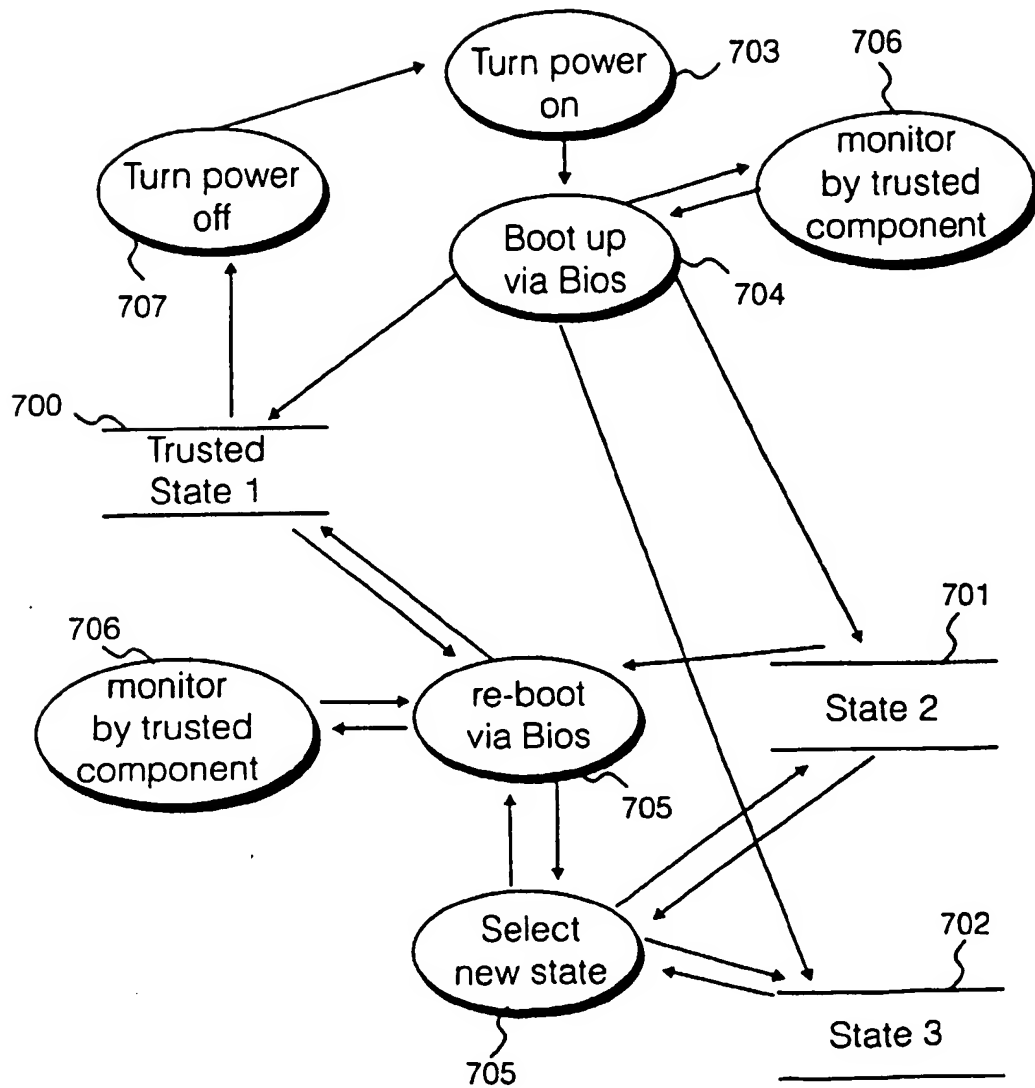 Turn power
on
703
706
monitor
by trusted
component
Turn power
off
707
Boot up
via Bios
704
700
Trusted
State 1
706
monitor
by trusted
component
re-boot
via Bios
705
701
State 2
Select
new state
705
702
State 3